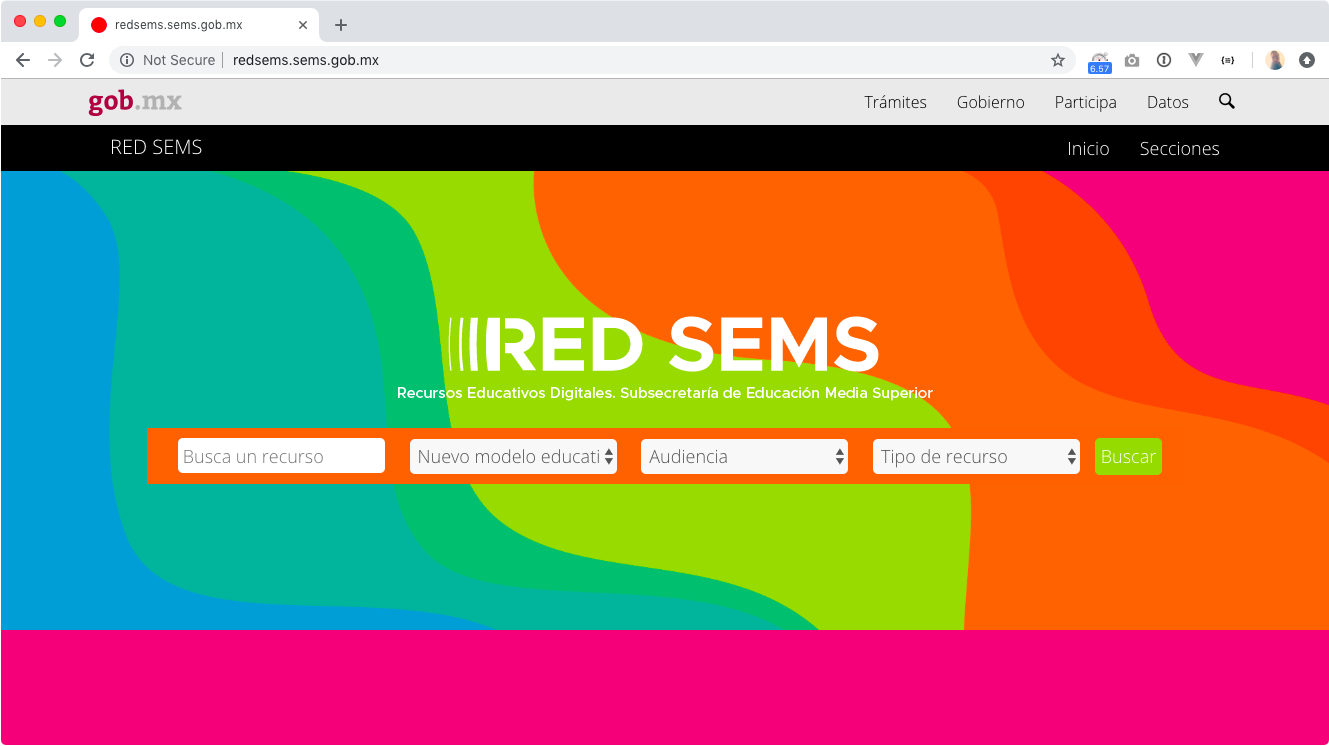 redsems.sems.gob.mx
Not Secure redsems.sems.gob.mx
6.57
gob.mx Trámites Gobierno Participa Datos
RED SEMS Inicio Secciones
RED SEMS
Recursos Educativos Digitales. Subsecretaría de Educación Media Superior
Busca un recurso Nuevo modelo educati Audiencia Tipo de recurso Buscar